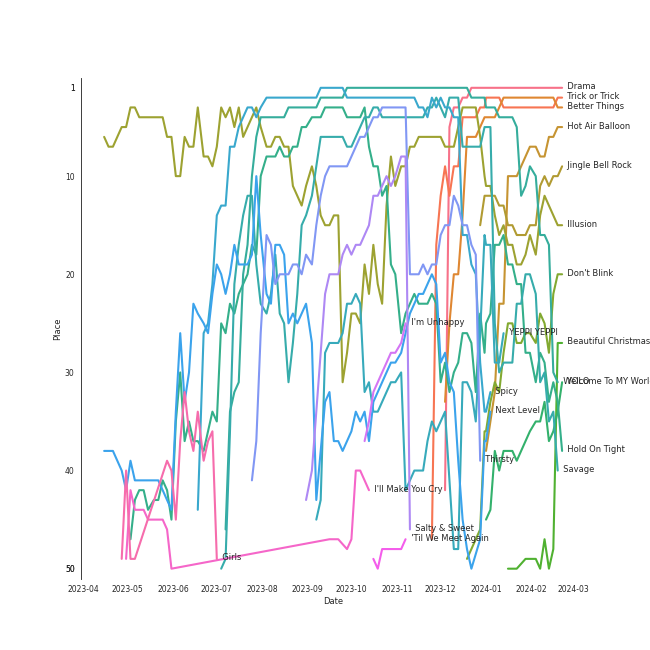 1
Drama
Trick or Trick
Better Things
Hot Air Balloon
Jingle Bell Rock
10
Illusion
Don't Blink
20
I'm Unhappy
YEPPI YEPPI
Beautiful Christmas
Place
30
Welcome To MY Worl
Spicy
Next Level
Hold On Tight
Thirsty
Savage
40
I'll Make You Cry
Salty & Sweet
'Til We Meet Again
Girls
50
2023-04
2023-05
2023-06
2023-07
2023-08
2023-09
2023-10
2023-11
2023-12
2024-01
2024-02
2024-03
Date